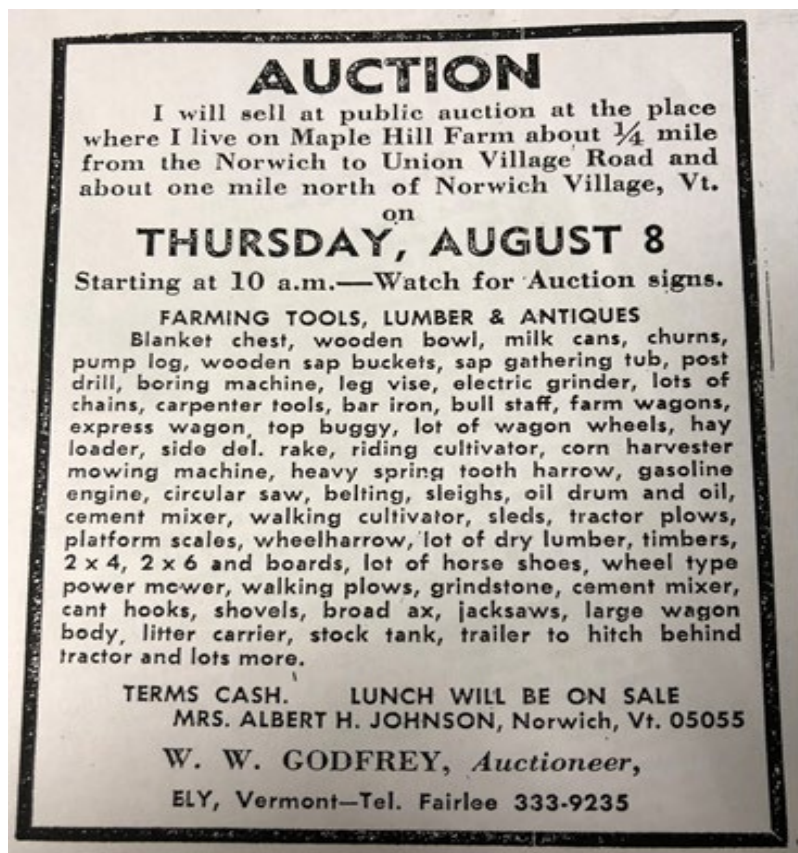 AUCTION
I will sell at public auction at the place
where I live on Maple Hill Farm about ¼ mile
from the Norwich to Union Village Road and
about one mile north of Norwich Village, Vt.
on
THURSDAY, AUGUST 8
Starting at 10 a.m.—Watch for Auction signs.
FARMING TOOLS, LUMBER & ANTIQUES
Blanket chest, wooden bowl, milk cans, churns,
pump log, wooden sap buckets, sap gathering tub, post
drill, boring machine, leg vise, electric grinder, lots of
chains, carpenter tools, bar iron, bull staff, farm wagons,
express wagon, top buggy, lot of wagon wheels, hay
loader, side del. rake, riding cultivator, corn harvester
mowing machine, heavy spring tooth harrow, gasoline
engine, circular saw, belting, sleighs, oil drum and oil,
cement mixer, walking cultivator, sleds, tractor plows,
platform scales, wheelharrow, lot of dry lumber, timbers,
2 x 4, 2 x 6 and boards, lot of horse shoes, wheel type
power mower, walking plows, grindstone, cement mixer,
cant hooks, shovels, broad ax, jacksaws, large wagon
body, litter carrier, stock tank, trailer to hitch behind
tractor and lots more.
TERMS CASH. LUNCH WILL BE ON SALE
MRS. ALBERT H. JOHNSON, Norwich, Vt. 05055
W. W. GODFREY, Auctioneer,
ELY, Vermont—Tel. Fairlee 333-9235